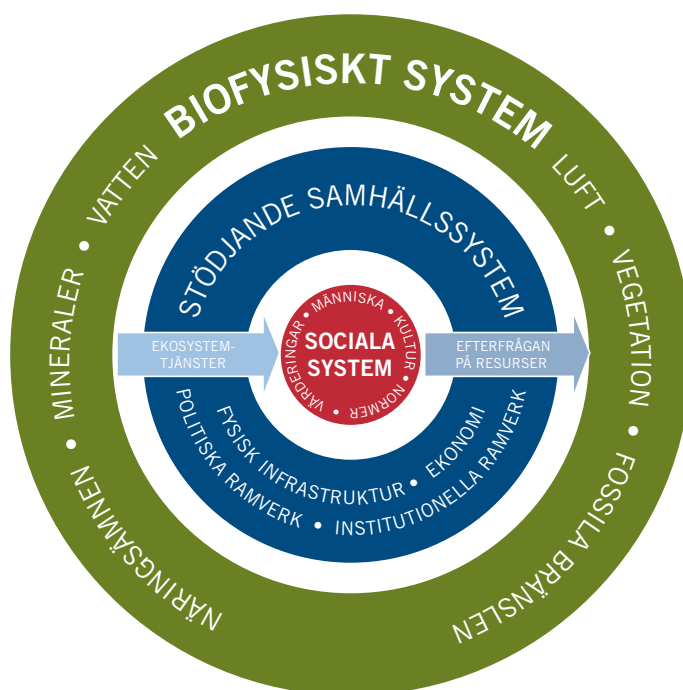 BIOFYSISKT SYSTEM
NÄRINGSÄMNEN • MINERALER • VATTEN
LUFT • VEGETATION • FOSSILA BRÄNSLEN
STÖDJANDE SAMHÄLLSSYSTEM
EKOSYSTEM-
TJÄNSTER
VÄRDERINGAR • MÄNNISKA • KULTUR • NORMER •
SOCIALA
SYSTEM
EFTERFRÅGAN
PÅ RESURSER
FYSISK INFRASTRUKTUR • EKONOMI
POLITISKA RAMVERK • INSTITUTIONELLA RAMVERK